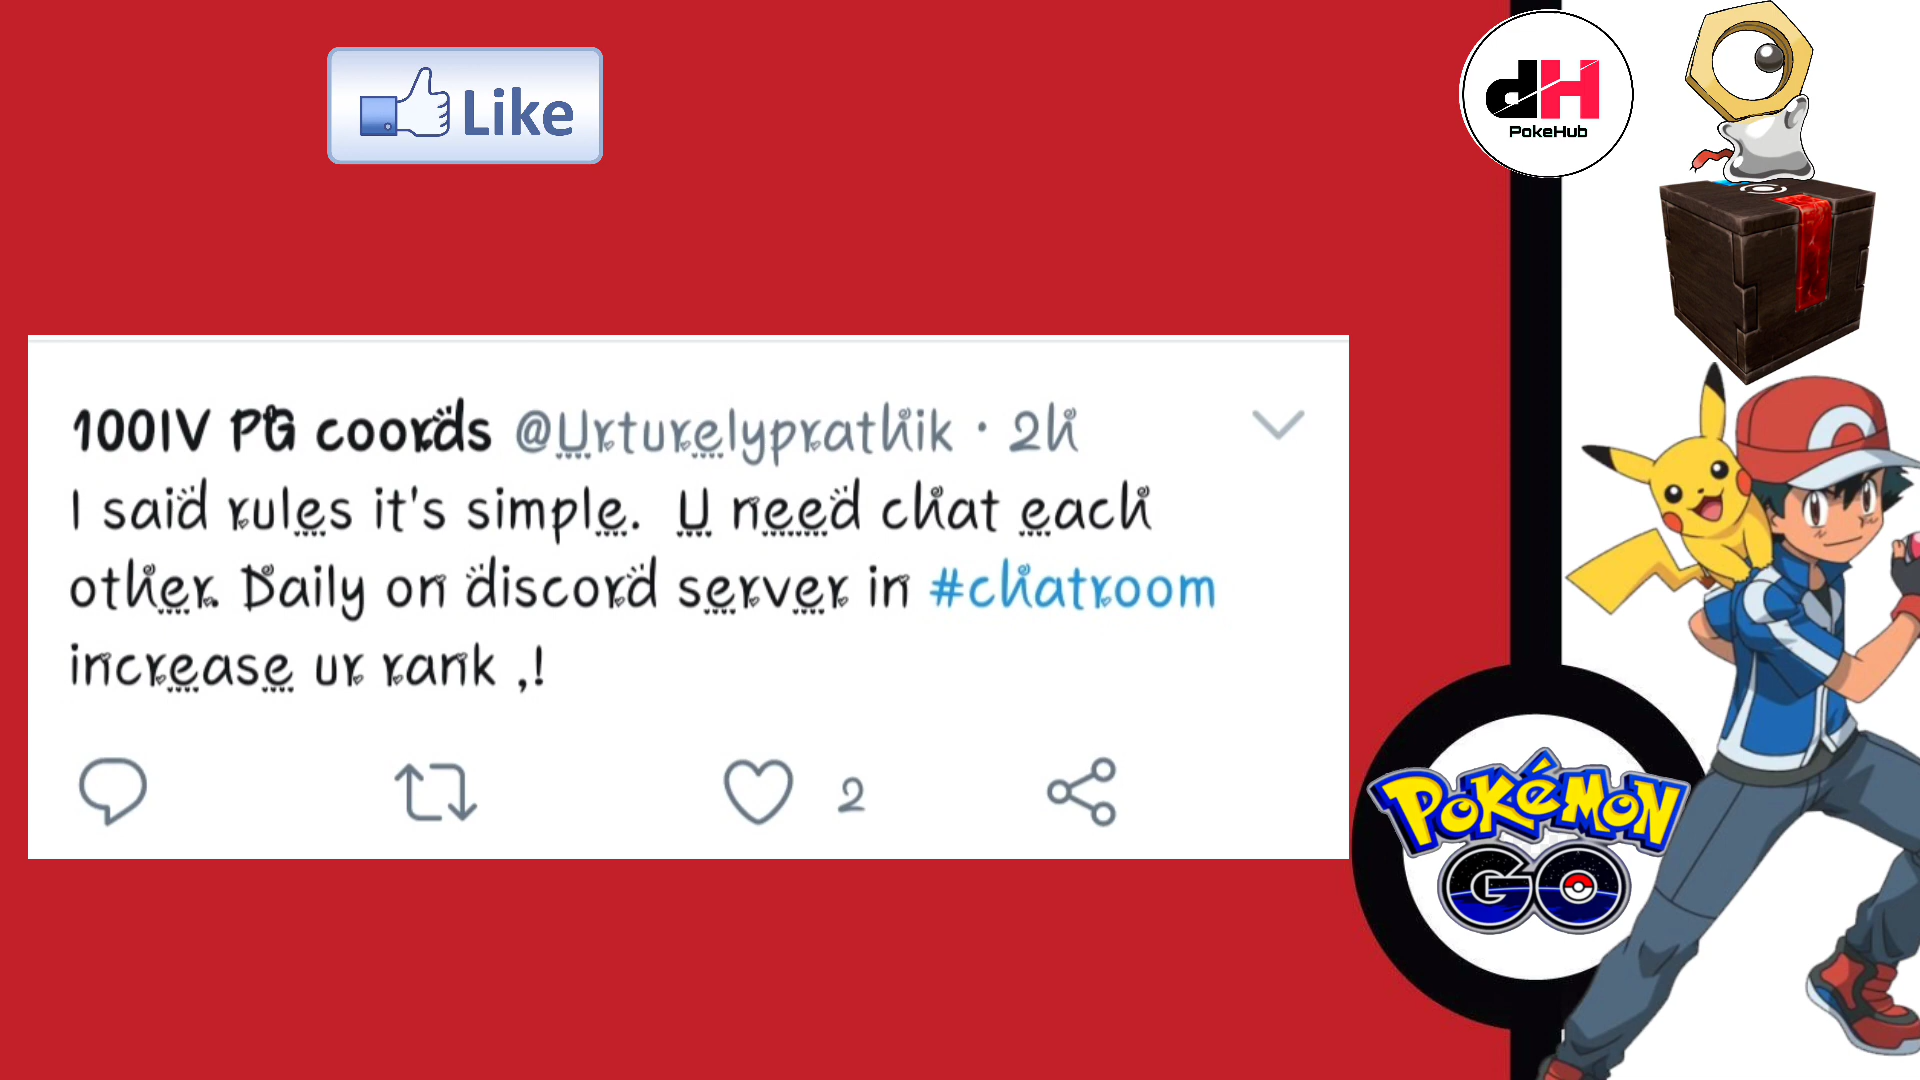 Like
dH
PokeHub
100IV PG coords @Urturelyprathik · 2h
I said rules it's simple.  U need chat each
other. Daily on discord server in #chatroom
increase ur rank ,!
2
POKéMON
GO